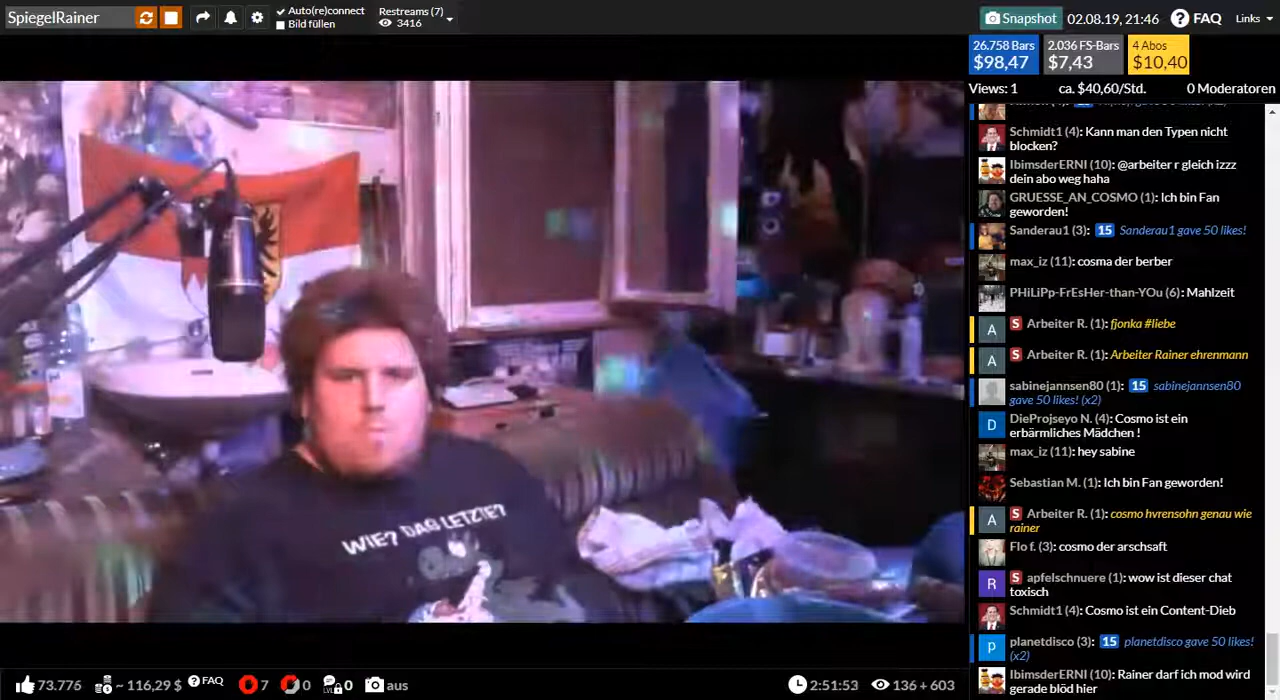 SpiegelRainer
Auto(re)connect
Bild füllen
Restreams (7)
3416
Snapshot
02.08.19, 21:46
FAQ
Links
26.758 Bars
$98,47
2.036 FS-Bars
$7,43
4 Abos
$10,40
Views: 1
ca. $40,60/Std.
0 Moderatoren
Schmidt1 (4): Kann man den Typen nicht
blocken?
IbimsderERNI (10): @arbeiter r gleich izzz
dein abo weg haha
GRUESSE_AN_COSMO (1): Ich bin Fan
geworden!
Sanderau1 (3): 15 Sanderau1 gave 50 likes!
max_iz (11): cosma der berber
PHiLiPp-FrEsHer-than-YOu (6): Mahlzeit
A S Arbeiter R. (1): fjonka #liebe
A S Arbeiter R. (1): Arbeiter Rainer ehrenmann
sabinejannsen80 (1): 15 sabinejannsen80
gave 50 likes! (x2)
D DieProjseyo N. (4): Cosmo ist ein
erbärmliches Mädchen !
max_iz (11): hey sabine
Sebastian M. (1): Ich bin Fan geworden!
A S Arbeiter R. (1): cosmo hvrensohn genau wie
rainer
Flo f. (3): cosmo der arschsaft
R S apfelschnuere (1): wow ist dieser chat
toxisch
Schmidt1 (4): Cosmo ist ein Content-Dieb
p planetdisco (3): 15 planetdisco gave 50 likes!
(x2)
IbimsderERNI (10): Rainer darf ich mod wird
gerade blöd hier
WIE? DAS LETZTE?
73.775
~ 116,29 $
FAQ
7
0
LVL
0
aus
2:51:53
136 + 603